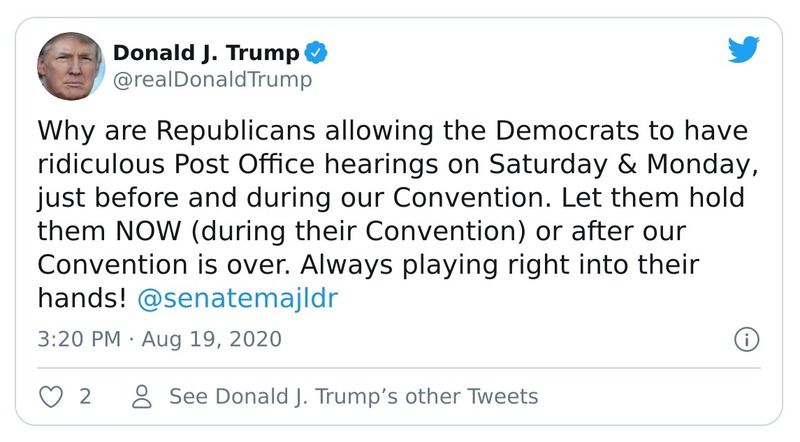 Donald J. Trump
@realDonaldTrump
Why are Republicans allowing the Democrats to have
ridiculous Post Office hearings on Saturday & Monday,
just before and during our Convention. Let them hold
them NOW (during their Convention) or after our
Convention is over. Always playing right into their
hands! @senatemajldr
3:20 PM · Aug 19, 2020
2
See Donald J. Trump’s other Tweets